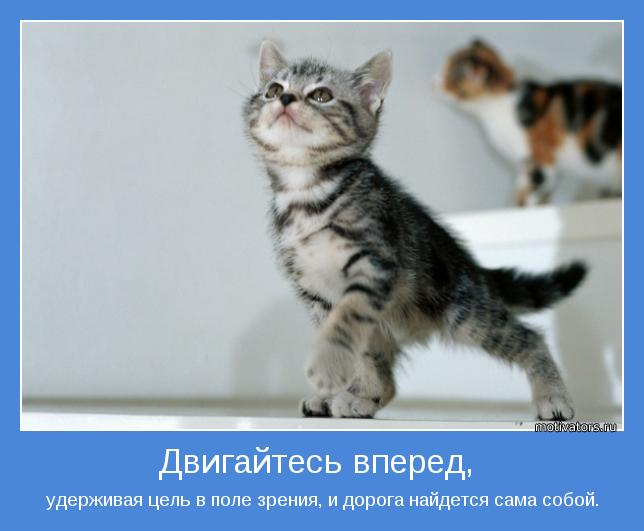 motivators.ru
Двигайтесь вперед,
удерживая цель в поле зрения, и дорога найдется сама собой.